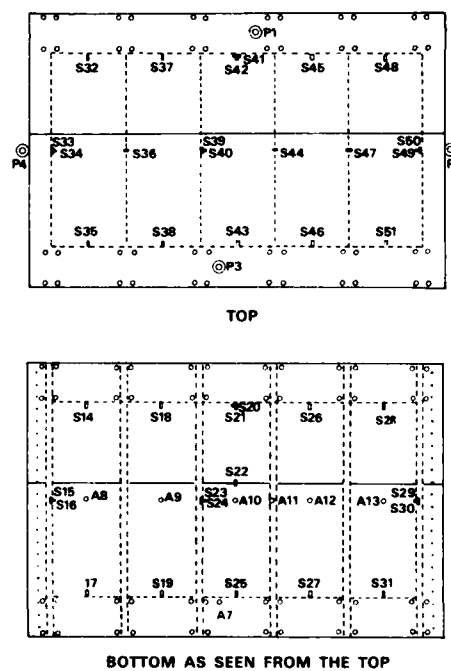 P1
S32 S37 S41 S45 S48
S42
S33 S39 S50
P4 S34 S36 S40 S44 S47 S49
S35 S38 S43 S46 S51
P3
TOP
S14 S18 S20 S26
S21
S22
S15 A8 A9 S23 A10 A11 A12 A13 S29
S16 S24 S30
17 S19 S25 S27 S31
A7
BOTTOM AS SEEN FROM THE TOP